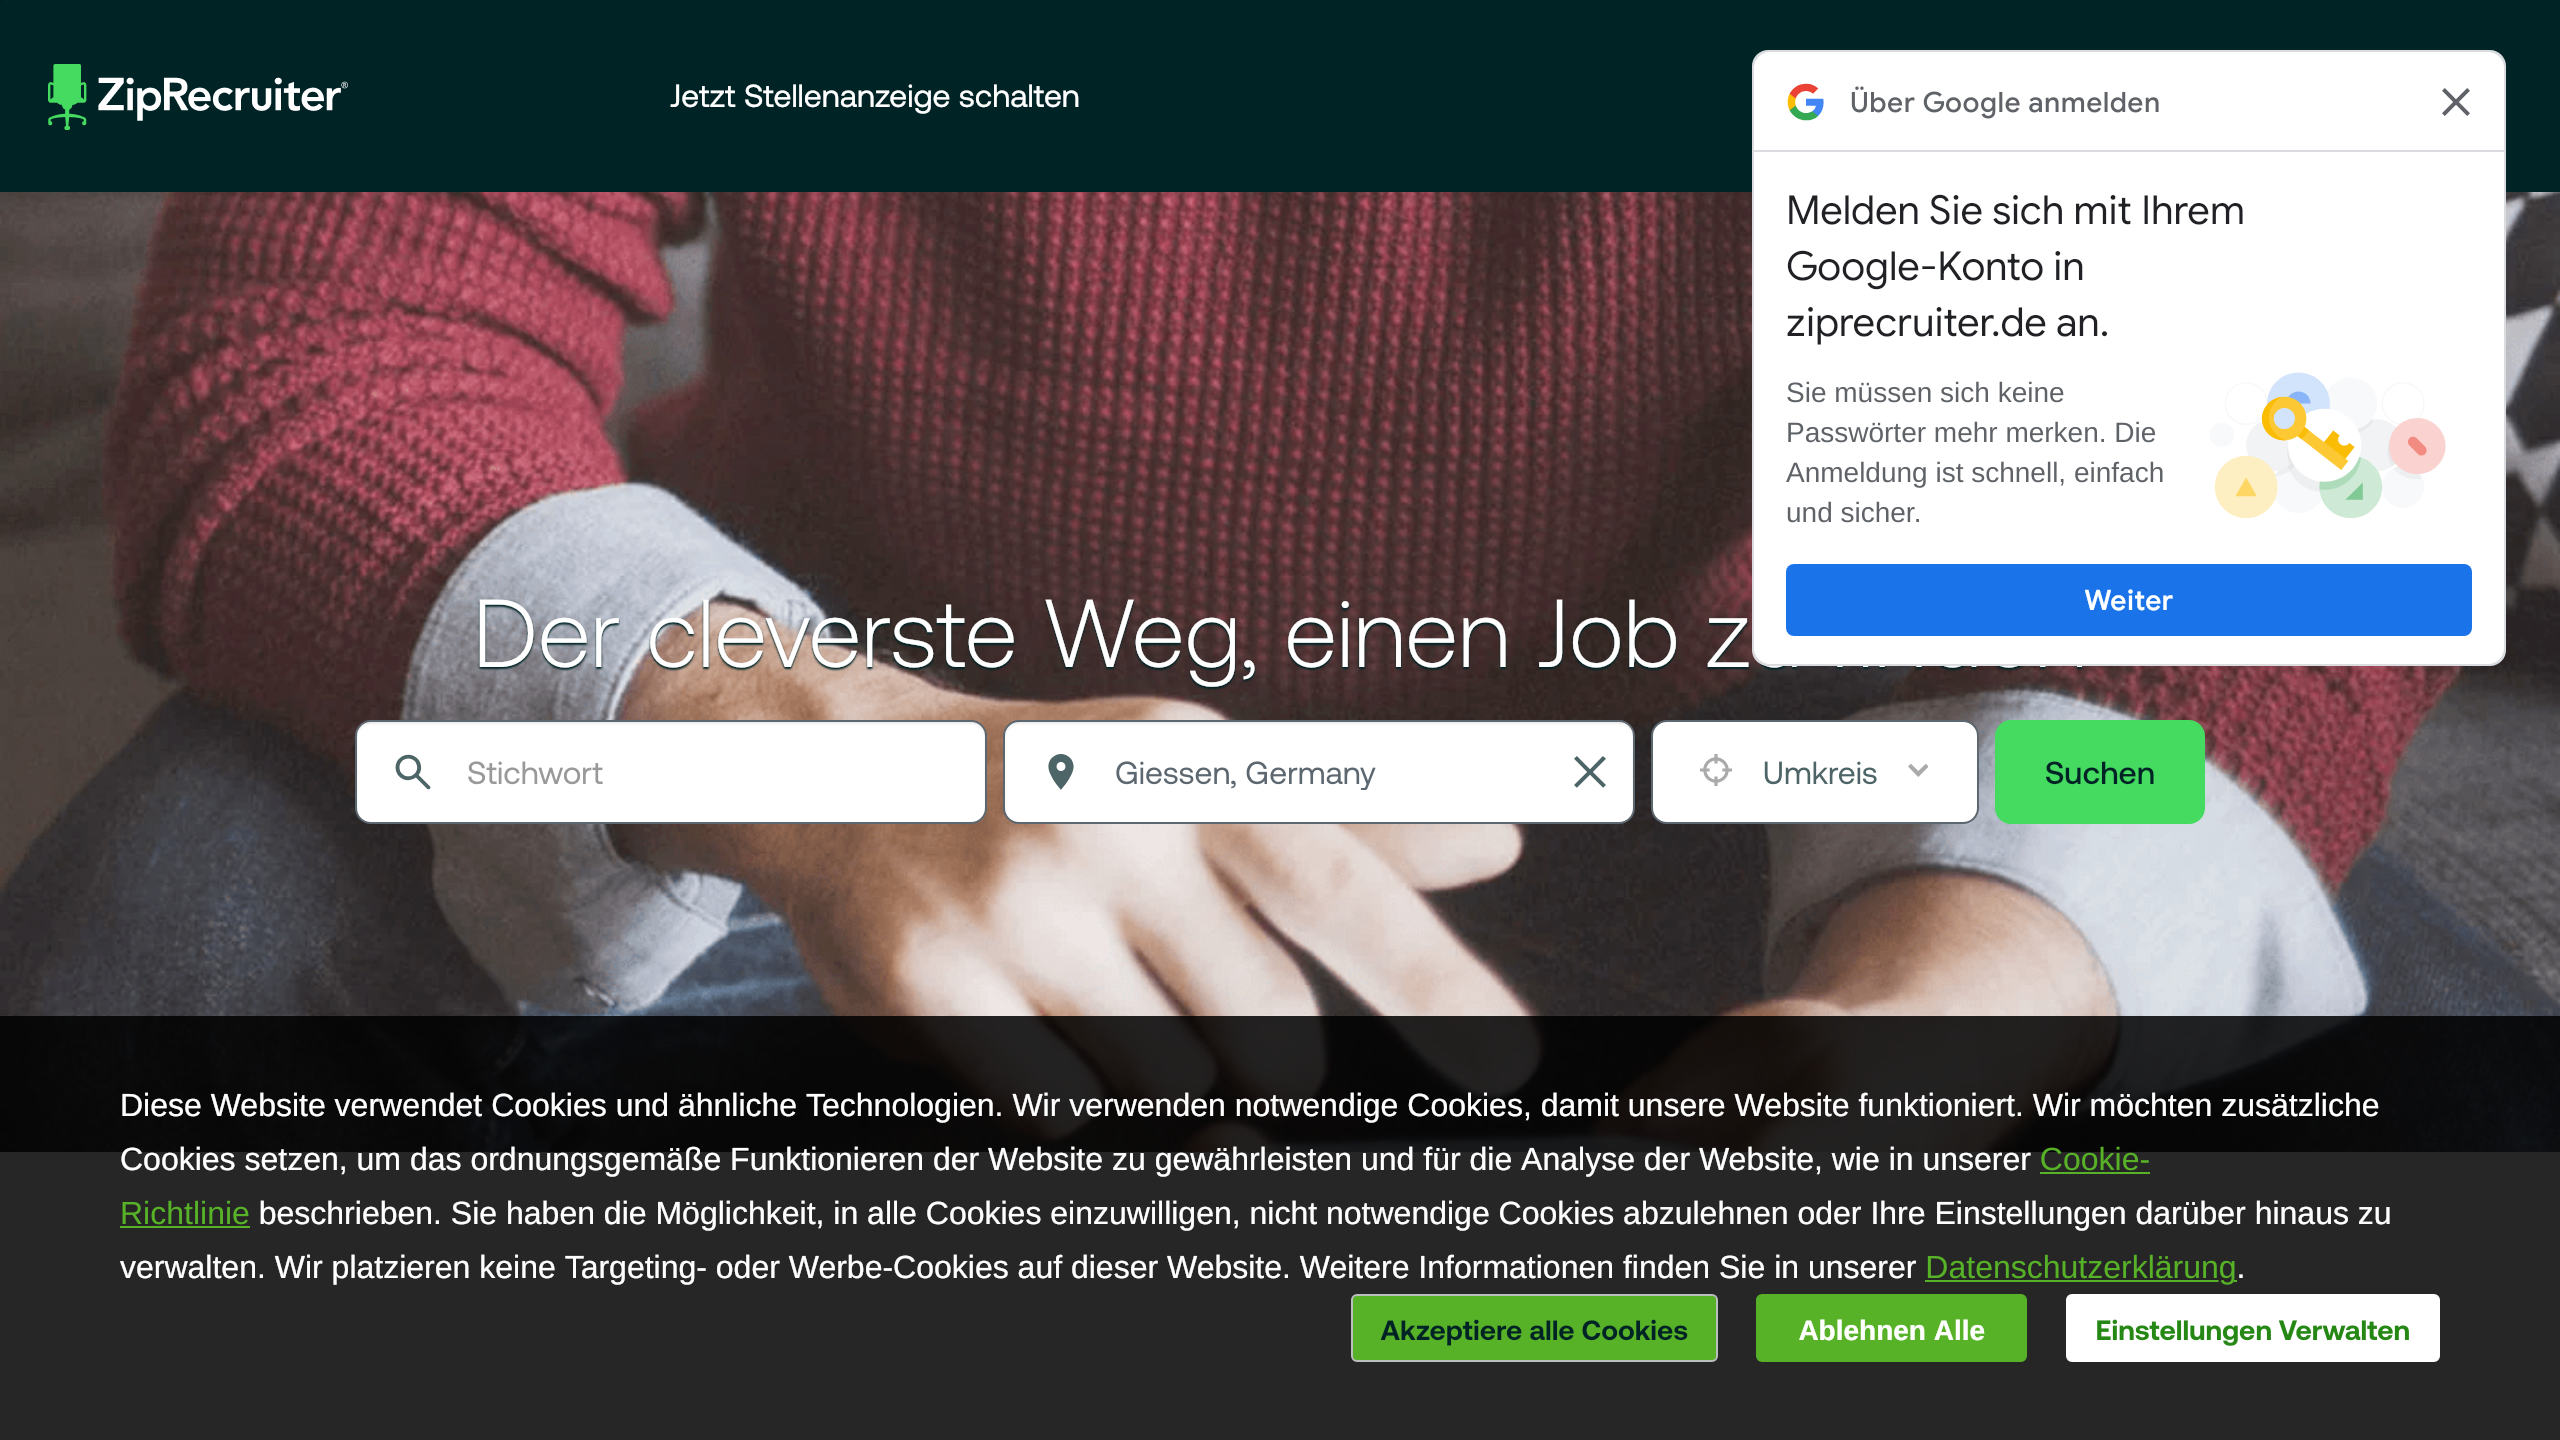 ZipRecruiter®
Jetzt Stellenanzeige schalten
Über Google anmelden
Melden Sie sich mit Ihrem
Google-Konto in
ziprecruiter.de an.
Sie müssen sich keine
Passwörter mehr merken. Die
Anmeldung ist schnell, einfach
und sicher.
Weiter
Der cleverste Weg, einen Job
Stichwort
Giessen, Germany
Umkreis
Suchen
Diese Website verwendet Cookies und ähnliche Technologien. Wir verwenden notwendige Cookies, damit unsere Website funktioniert. Wir möchten zusätzliche
Cookies setzen, um das ordnungsgemäße Funktionieren der Website zu gewährleisten und für die Analyse der Website, wie in unserer Cookie-
Richtlinie beschrieben. Sie haben die Möglichkeit, in alle Cookies einzuwilligen, nicht notwendige Cookies abzulehnen oder Ihre Einstellungen darüber hinaus zu
verwalten. Wir platzieren keine Targeting- oder Werbe-Cookies auf dieser Website. Weitere Informationen finden Sie in unserer Datenschutzerklärung.
Akzeptiere alle Cookies
Ablehnen Alle
Einstellungen Verwalten